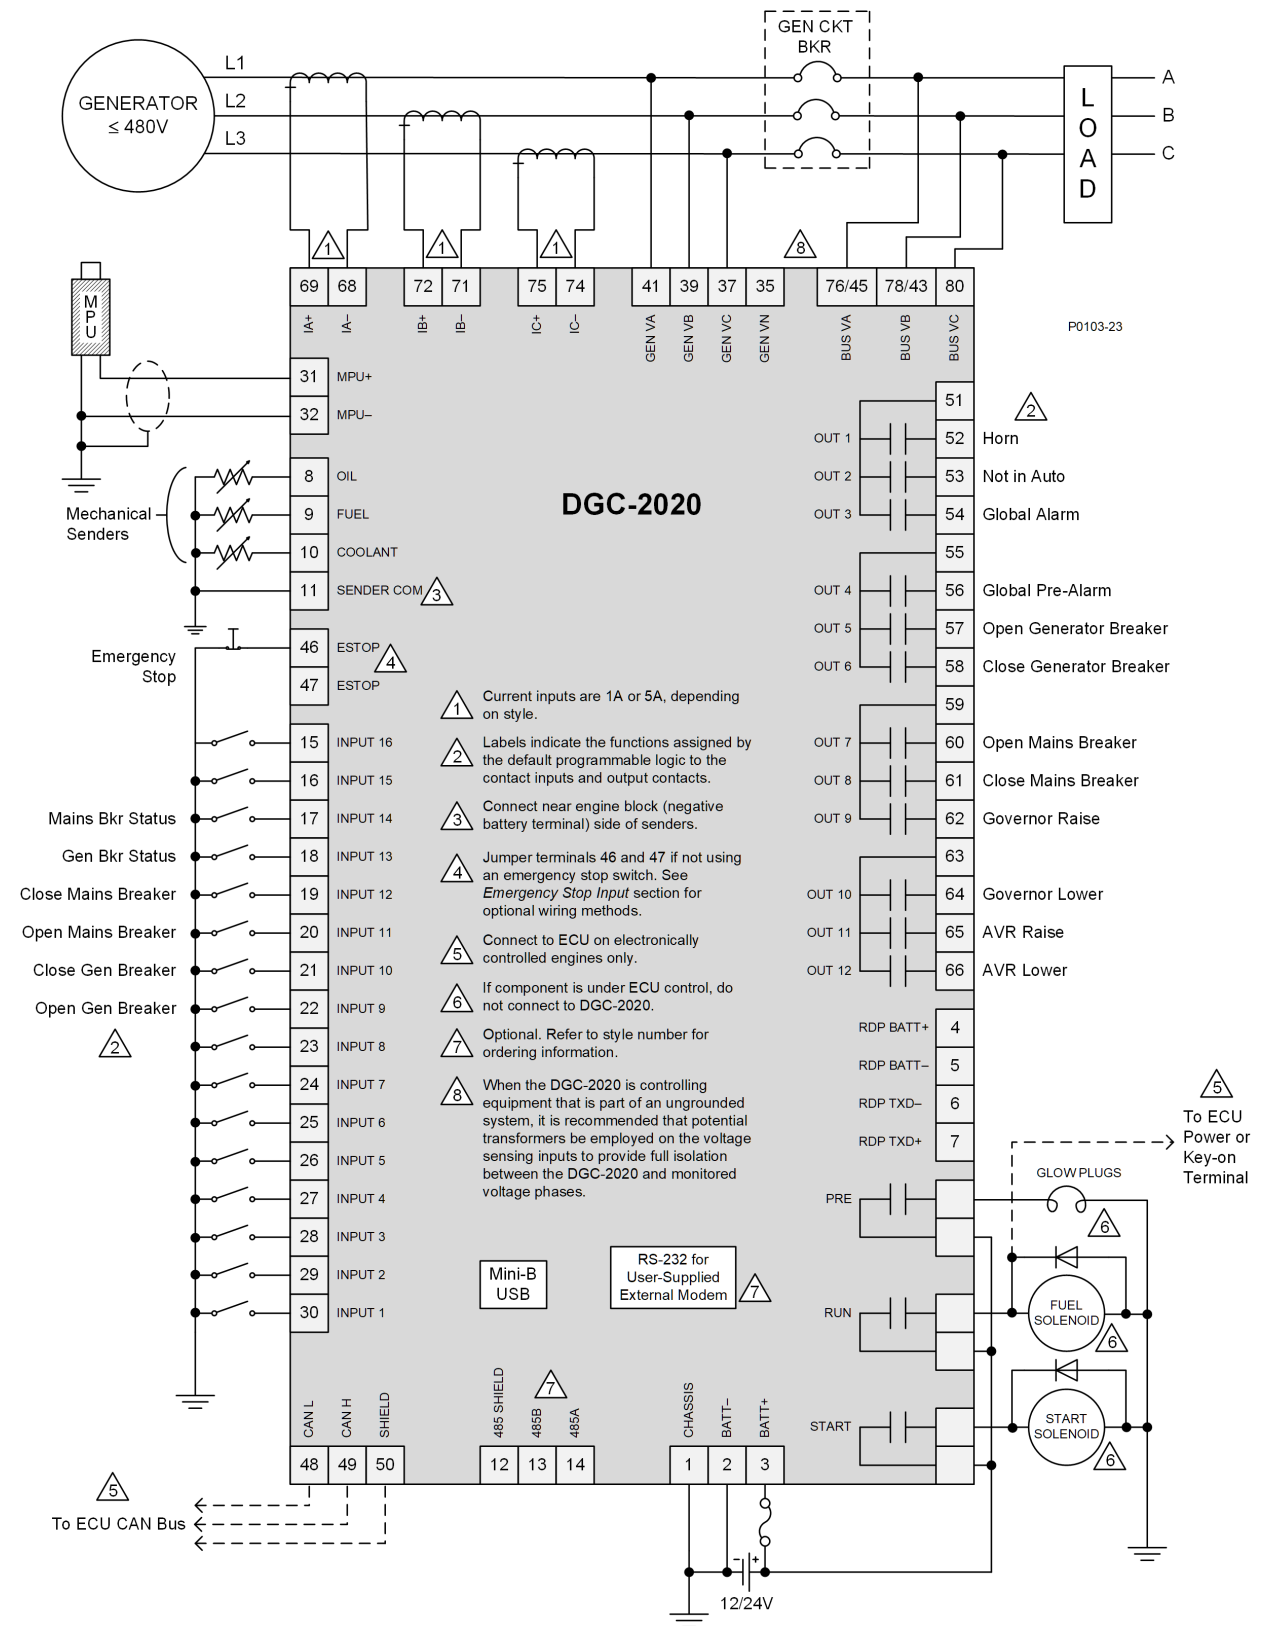 GEN CKT
BKR
GENERATOR
≤ 480V
L1
L2
L3
A
B
C
LOAD
1
1
1
8
MPU
69
68
72
71
75
74
41
39
37
35
76/45
78/43
80
IA+
IA–
IB+
IB–
IC+
IC–
GEN VA
GEN VB
GEN VC
GEN VN
BUS VA
BUS VB
BUS VC
P0103-23
31 MPU+
32 MPU–
Mechanical
Senders
8 OIL
9 FUEL
10 COOLANT
11 SENDER COM
3
Emergency
Stop
46 ESTOP
47 ESTOP
4
15 INPUT 16
16 INPUT 15
Mains Bkr Status 17 INPUT 14
Gen Bkr Status 18 INPUT 13
Close Mains Breaker 19 INPUT 12
Open Mains Breaker 20 INPUT 11
Close Gen Breaker 21 INPUT 10
Open Gen Breaker 22 INPUT 9
2
23 INPUT 8
24 INPUT 7
25 INPUT 6
26 INPUT 5
27 INPUT 4
28 INPUT 3
29 INPUT 2
30 INPUT 1
DGC-2020
1 Current inputs are 1A or 5A, depending
on style.
2 Labels indicate the functions assigned by
the default programmable logic to the
contact inputs and output contacts.
3 Connect near engine block (negative
battery terminal) side of senders.
4 Jumper terminals 46 and 47 if not using
an emergency stop switch. See
Emergency Stop Input section for
optional wiring methods.
5 Connect to ECU on electronically
controlled engines only.
6 If component is under ECU control, do
not connect to DGC-2020.
7 Optional. Refer to style number for
ordering information.
8 When the DGC-2020 is controlling
equipment that is part of an ungrounded
system, it is recommended that potential
transformers be employed on the voltage
sensing inputs to provide full isolation
between the DGC-2020 and monitored
voltage phases.
Mini-B
USB
RS-232 for
User-Supplied
External Modem
7
51
2
OUT 1 52 Horn
OUT 2 53 Not in Auto
OUT 3 54 Global Alarm
55
OUT 4 56 Global Pre-Alarm
OUT 5 57 Open Generator Breaker
OUT 6 58 Close Generator Breaker
59
OUT 7 60 Open Mains Breaker
OUT 8 61 Close Mains Breaker
OUT 9 62 Governor Raise
63
OUT 10 64 Governor Lower
OUT 11 65 AVR Raise
OUT 12 66 AVR Lower
RDP BATT+ 4
RDP BATT– 5
RDP TXD– 6
RDP TXD+ 7
5
To ECU
Power or
Key-on
Terminal
PRE
GLOW PLUGS
6
RUN
FUEL
SOLENOID
6
START
START
SOLENOID
6
CAN L
CAN H
SHIELD
485 SHIELD
485B
485A
7
CHASSIS
BATT–
BATT+
48
49
50
12
13
14
1
2
3
5
To ECU CAN Bus
- +
12/24V